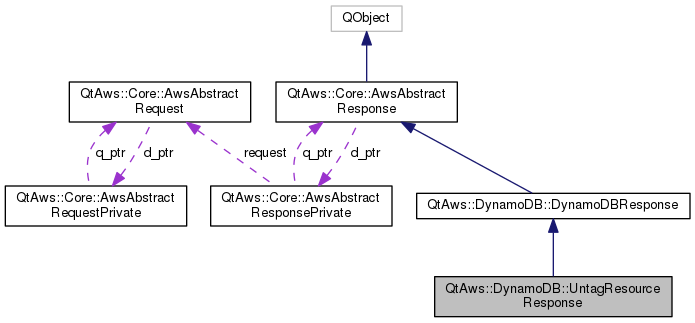 QObject
QtAws::Core::AwsAbstract
Request
QtAws::Core::AwsAbstract
Response
q_ptr
d_ptr
request
q_ptr
d_ptr
QtAws::Core::AwsAbstract
RequestPrivate
QtAws::Core::AwsAbstract
ResponsePrivate
QtAws::DynamoDB::DynamoDBResponse
QtAws::DynamoDB::UntagResource
Response